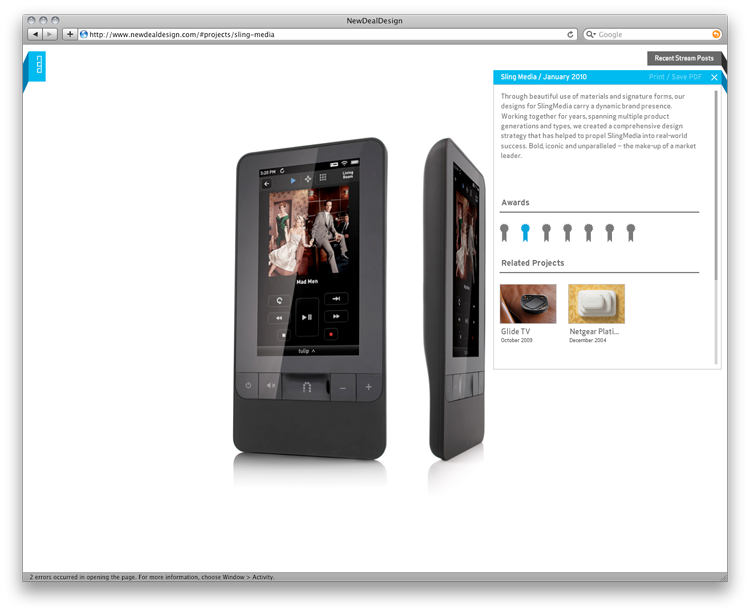 NewDealDesign
http://www.newdealdesign.com/#projects/sling-media
Google
Recent Stream Posts
Sling Media / January 2010
Print / Save PDF
Through beautiful use of materials and signature forms, our
designs for SlingMedia carry a dynamic brand presence.
Working together for years, spanning multiple product
generations and types, we created a comprehensive design
strategy that has helped to propel SlingMedia into real-world
success. Bold, iconic and unparalleled – the make-up of a market
leader.
Awards
Related Projects
Glide TV
October 2009
Netgear Plati...
December 2004
5:20 PM
Living
Room
Mad Men
tulip
2 errors occurred in opening the page. For more information, choose Window > Activity.